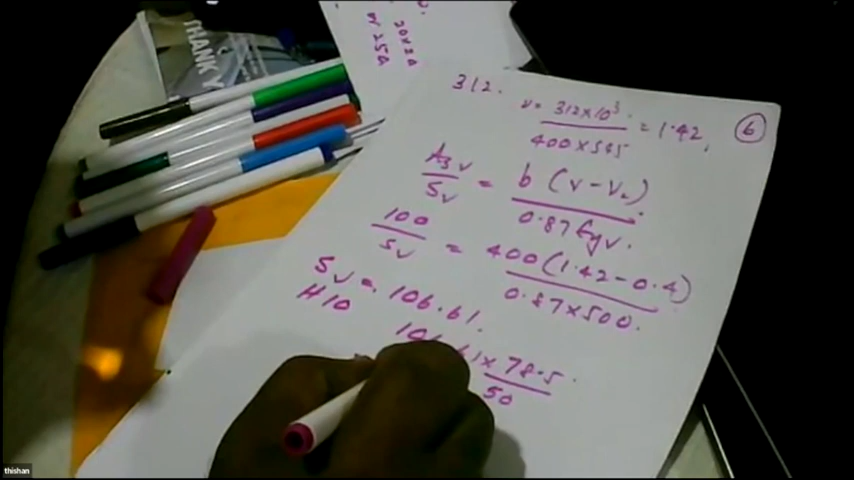 THANK Y
312.
v = 312×10³ / 400×545 = 1.42,
6
Asv / Sv = b (v - vc) / 0.87 fyv.
100 / Sv = 400 (1.42 - 0.4) / 0.87 × 500.
Sv = 106.61.
H10
× 78.5 / 50
thishan